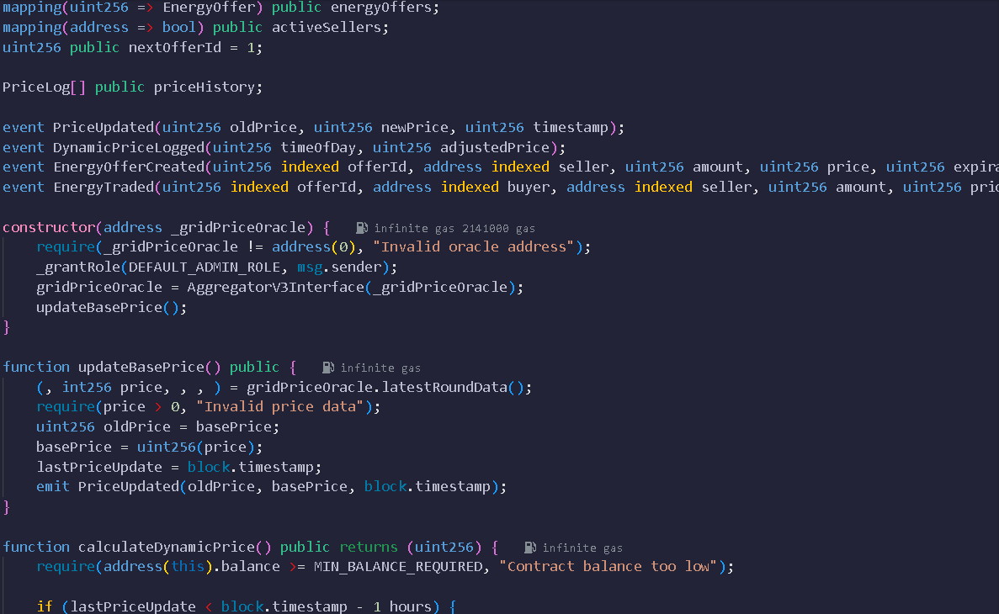 mapping(uint256 => EnergyOffer) public energyOffers;
mapping(address => bool) public activeSellers;
uint256 public nextOfferId = 1;
PriceLog[] public priceHistory;
event PriceUpdated(uint256 oldPrice, uint256 newPrice, uint256 timestamp);
event DynamicPriceLogged(uint256 timeOfDay, uint256 adjustedPrice);
event EnergyOfferCreated(uint256 indexed offerId, address indexed seller, uint256 amount, uint256 price, uint256 expira
event EnergyTraded(uint256 indexed offerId, address indexed buyer, address indexed seller, uint256 amount, uint256 pric
constructor(address _gridPriceOracle) { infinite gas 2141000 gas
require(_gridPriceOracle != address(0), "Invalid oracle address");
_grantRole(DEFAULT_ADMIN_ROLE, msg.sender);
gridPriceOracle = AggregatorV3Interface(_gridPriceOracle);
updateBasePrice();
}
function updateBasePrice() public { infinite gas
(, int256 price, , , ) = gridPriceOracle.latestRoundData();
require(price > 0, "Invalid price data");
uint256 oldPrice = basePrice;
basePrice = uint256(price);
lastPriceUpdate = block.timestamp;
emit PriceUpdated(oldPrice, basePrice, block.timestamp);
}
function calculateDynamicPrice() public returns (uint256) { infinite gas
require(address(this).balance >= MIN_BALANCE_REQUIRED, "Contract balance too low");
if (lastPriceUpdate < block.timestamp - 1 hours) {